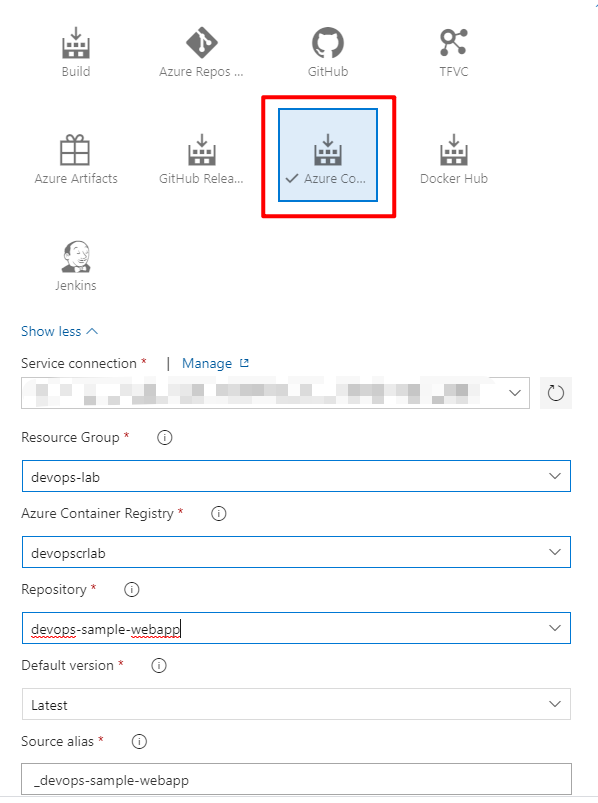 Build
Azure Repos ...
GitHub
TFVC
Azure Artifacts
GitHub Relea...
Azure Co...
Docker Hub
Jenkins
Show less
Service connection * | Manage
Resource Group *
devops-lab
Azure Container Registry *
devopscrlab
Repository *
devops-sample-webapp
Default version *
Latest
Source alias *
_devops-sample-webapp